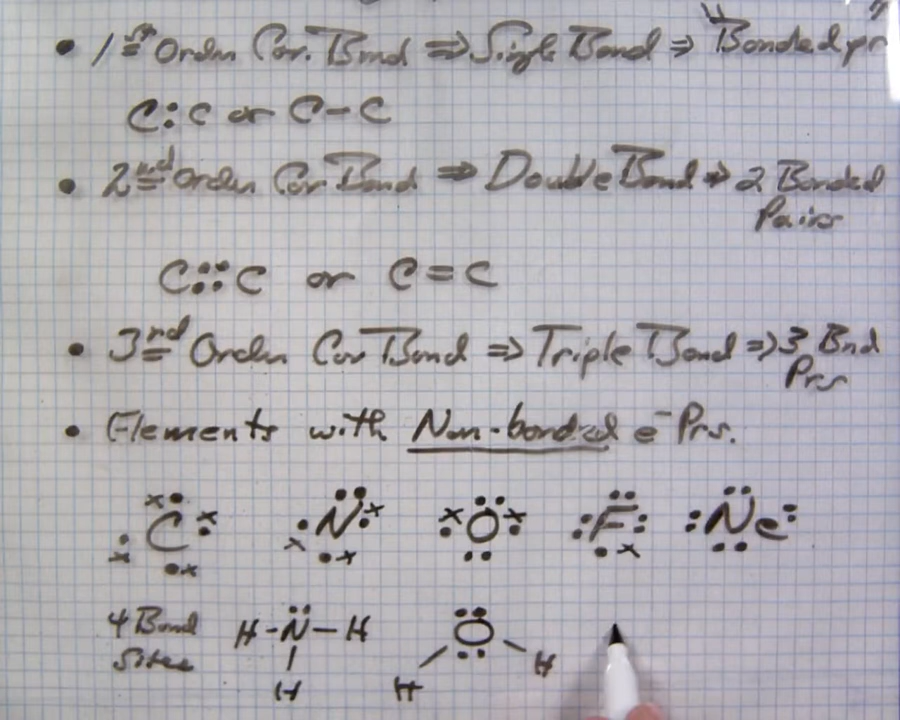 • 1st Order Cov. Bond ⇒ Single Bond ⇒ "Bonded pr"
C:C or C-C
• 2nd Order Cov Bond ⇒ Double Bond ⇒ 2 Bonded Pairs
C::C or C=C
• 3rd Order Cov Bond ⇒ Triple Bond ⇒ 3 Bnd Prs
• Elements with Non-bonded e⁻ Prs.
C N O F Ne
4 Bond H-N-H O
Sites H H H